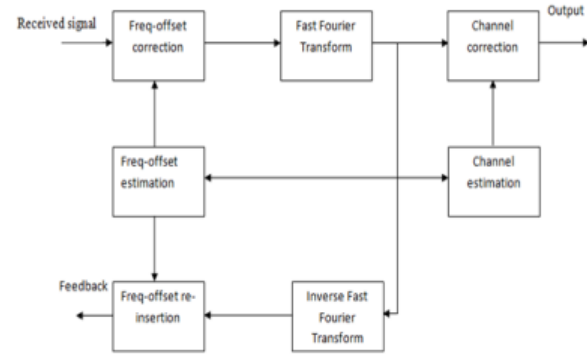 Received signal
Freq-offset
correction
Fast Fourier
Transform
Channel
correction
Output
Freq-offset
estimation
Channel
estimation
Feedback
Freq-offset re-
insertion
Inverse Fast
Fourier
Transform